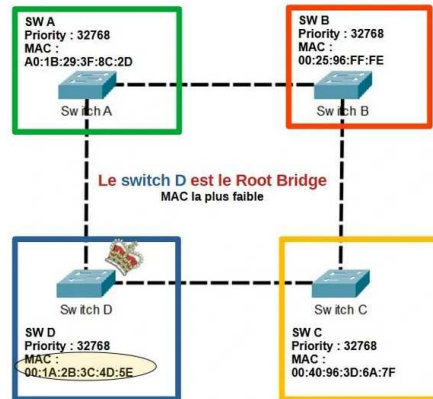 SW A
Priority : 32768
MAC :
A0:1B:29:3F:8C:2D
Switch A
SW B
Priority : 32768
MAC :
00:25:96:FF:FE
Switch B
Le switch D est le Root Bridge
MAC la plus faible
Switch D
SW D
Priority : 32768
MAC :
00:1A:2B:3C:4D:5E
Switch C
SW C
Priority : 32768
MAC :
00:40:96:3D:6A:7F